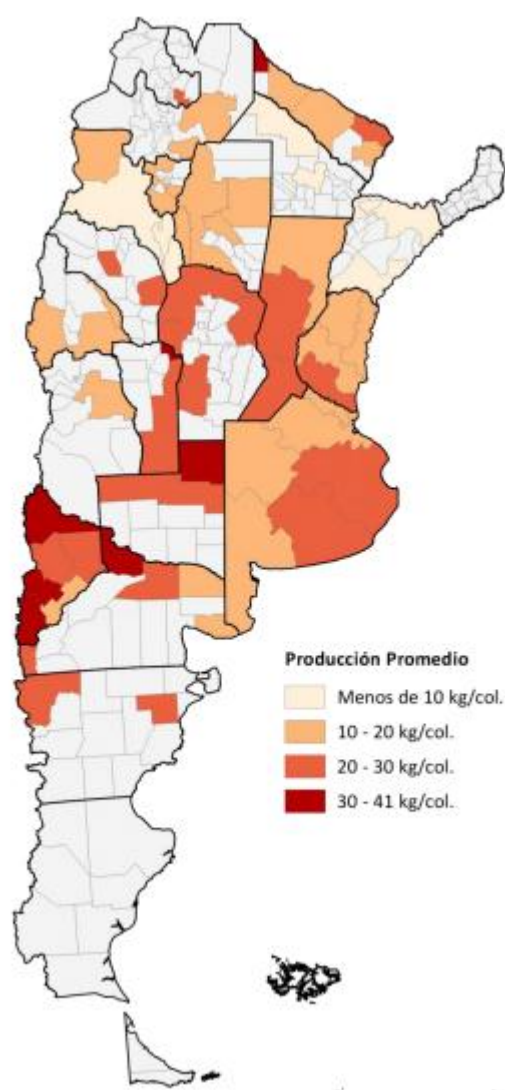 Producción Promedio
Menos de 10 kg/col.
10 - 20 kg/col.
20 - 30 kg/col.
30 - 41 kg/col.